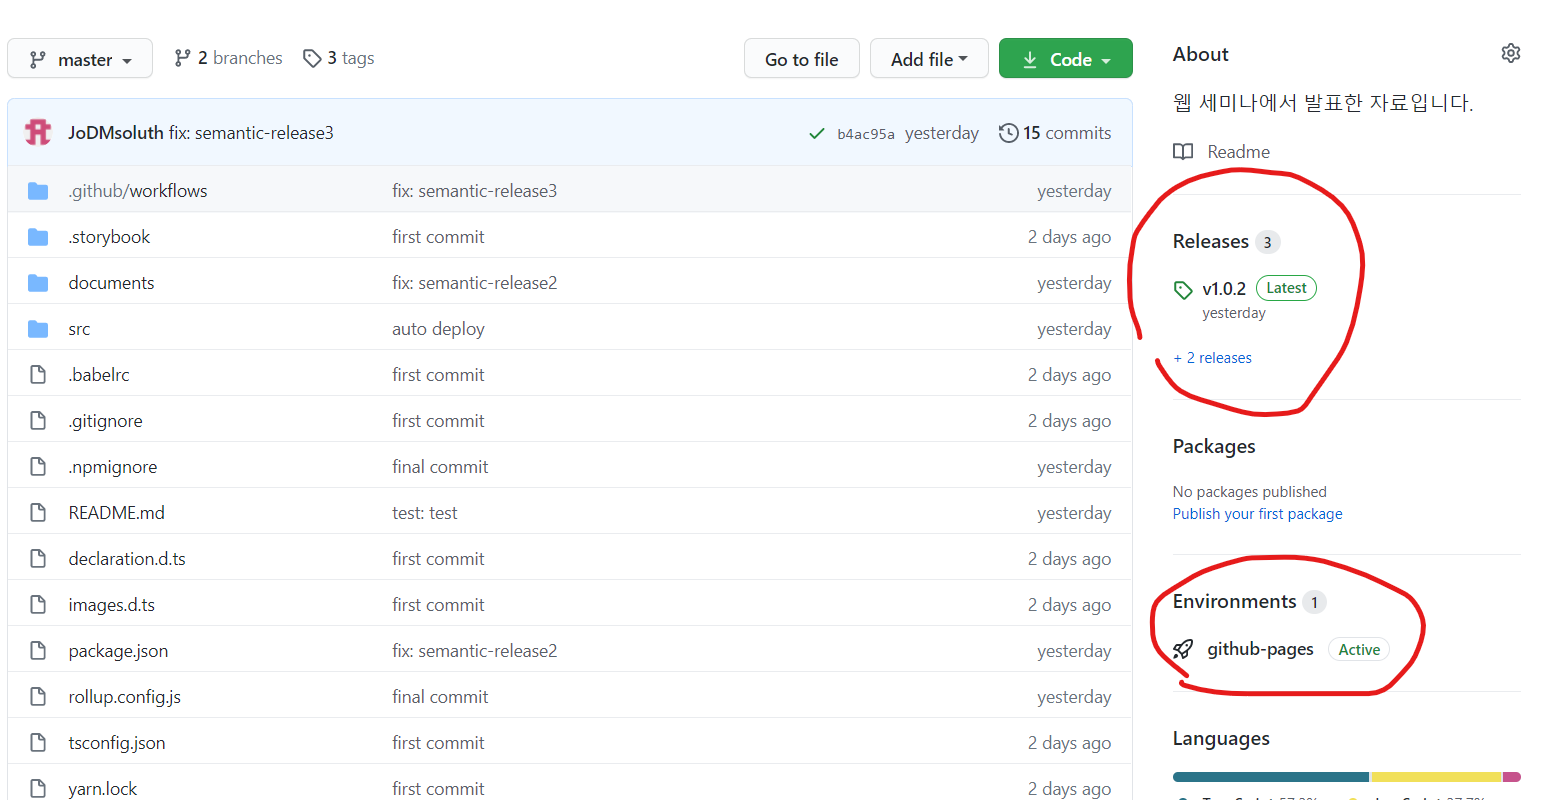 master 2 branches 3 tags Go to file Add file Code
JoDMsoluth fix: semantic-release3 b4ac95a yesterday 15 commits
.github/workflows fix: semantic-release3 yesterday
.storybook first commit 2 days ago
documents fix: semantic-release2 yesterday
src auto deploy yesterday
.babelrc first commit 2 days ago
.gitignore first commit 2 days ago
.npmignore final commit yesterday
README.md test: test yesterday
declaration.d.ts first commit 2 days ago
images.d.ts first commit 2 days ago
package.json fix: semantic-release2 yesterday
rollup.config.js final commit yesterday
tsconfig.json first commit 2 days ago
yarn.lock first commit 2 days ago
About
웹 세미나에서 발표한 자료입니다.
Readme
Releases 3
v1.0.2 Latest
yesterday
+ 2 releases
Packages
No packages published
Publish your first package
Environments 1
github-pages Active
Languages